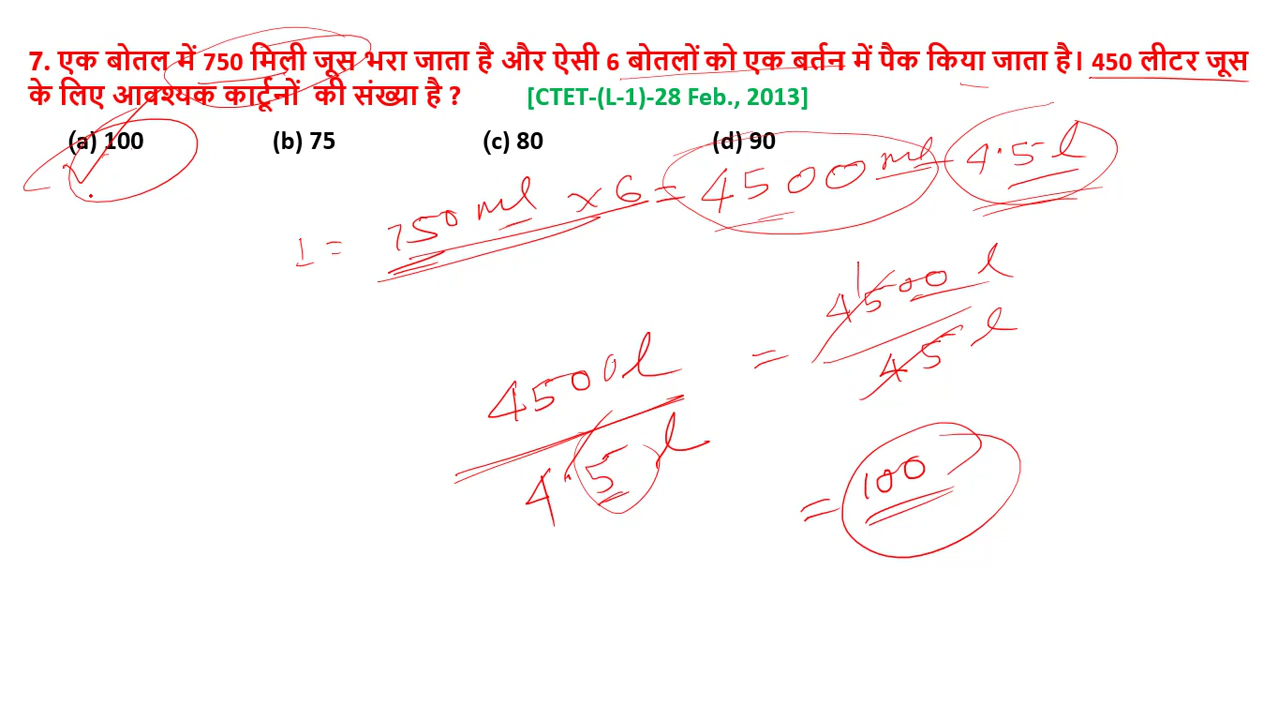 7. एक बोतल में 750 मिली जूस भरा जाता है और ऐसी 6 बोतलों को एक बर्तन में पैक किया जाता है। 450 लीटर जूस
के लिए आवश्यक कार्टूनों की संख्या है ? [CTET-(L-1)-28 Feb., 2013]
(a) 100 (b) 75 (c) 80 (d) 90
1 = 750 ml × 6 = 4500 ml = 4.5 l
4500 l / 4.5 l = 4500 l / 45 l
= 100